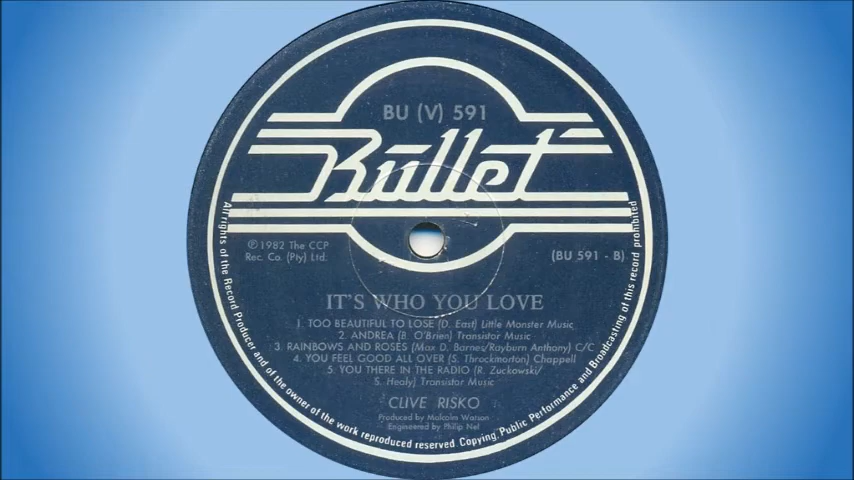 BU (V) 591
Bullet
℗ 1982 The CCP
Rec. Co. (Pty) Ltd.
(BU 591 - B)
IT'S WHO YOU LOVE
1. TOO BEAUTIFUL TO LOSE (D. East) Little Monster Music
2. ANDREA (B. O'Brien) Transistor Music
3. RAINBOWS AND ROSES (Max D. Barnes/Rayburn Anthony) C/C
4. YOU FEEL GOOD ALL OVER (S. Throckmorton) Chappell
5. YOU THERE IN THE RADIO (R. Zuckowski/
S. Healy) Transistor Music
CLIVE RISKO
Produced by Malcolm Watson
Engineered by Philip Nel
All rights of the Record Producer and of the owner of the work reproduced reserved. Copying, Public Performance and Broadcasting of this record prohibited